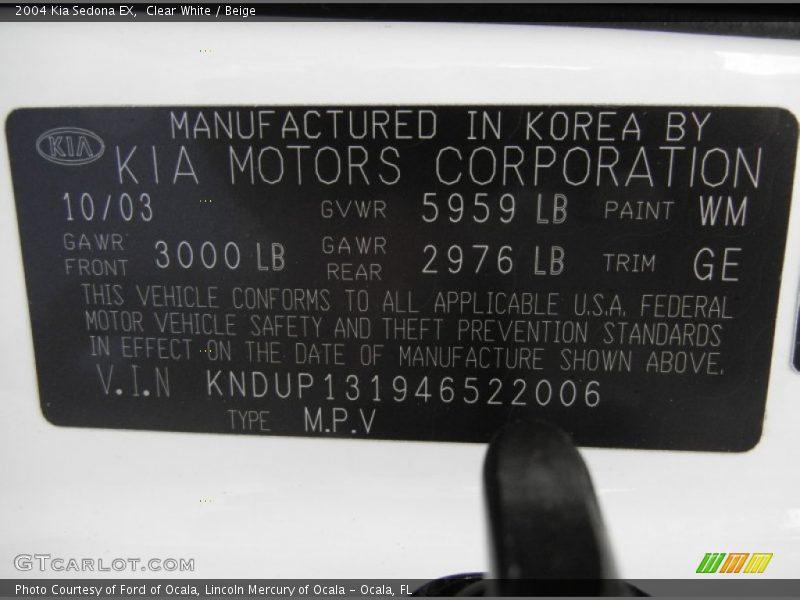 2004 Kia Sedona EX,  Clear White / Beige
MANUFACTURED IN KOREA BY
KIA KIA MOTORS CORPORATION
10/03 GVWR 5959 LB PAINT WM
GAWR FRONT 3000 LB GAWR REAR 2976 LB TRIM GE
THIS VEHICLE CONFORMS TO ALL APPLICABLE U.S.A. FEDERAL
MOTOR VEHICLE SAFETY AND THEFT PREVENTION STANDARDS
IN EFFECT ON THE DATE OF MANUFACTURE SHOWN ABOVE.
V.I.N KNDUP131946522006
TYPE M.P.V
GTCARLOT.COM
Photo Courtesy of Ford of Ocala, Lincoln Mercury of Ocala - Ocala, FL